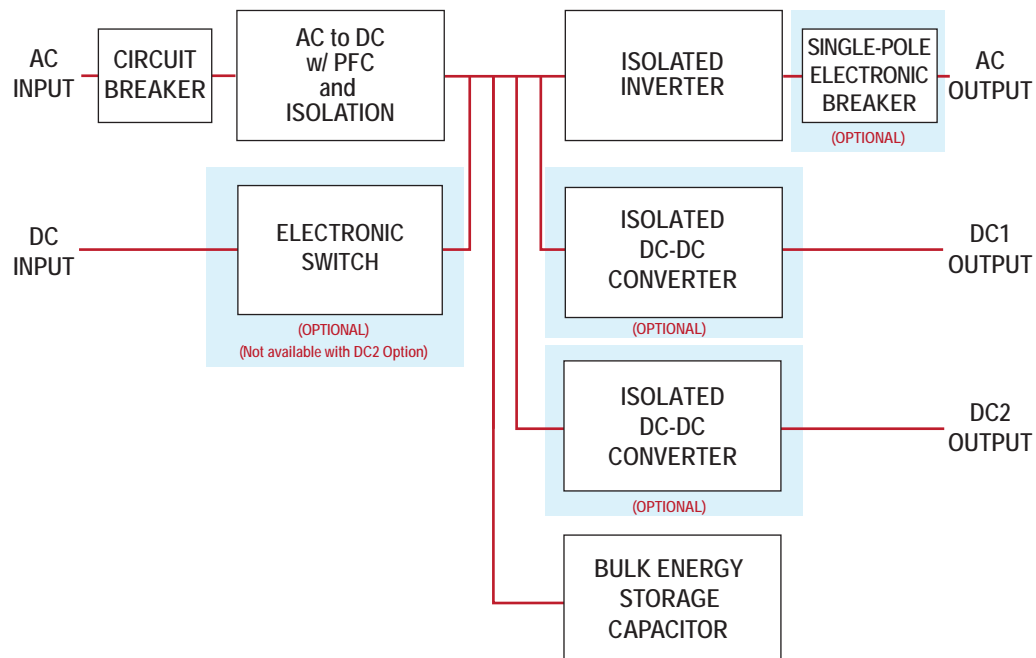 AC
INPUT
CIRCUIT
BREAKER
AC to DC
w/ PFC
and
ISOLATION
ISOLATED
INVERTER
SINGLE-POLE
ELECTRONIC
BREAKER
(OPTIONAL)
AC
OUTPUT
DC
INPUT
ELECTRONIC
SWITCH
(OPTIONAL)
(Not available with DC2 Option)
ISOLATED
DC-DC
CONVERTER
(OPTIONAL)
DC1
OUTPUT
ISOLATED
DC-DC
CONVERTER
(OPTIONAL)
DC2
OUTPUT
BULK ENERGY
STORAGE
CAPACITOR